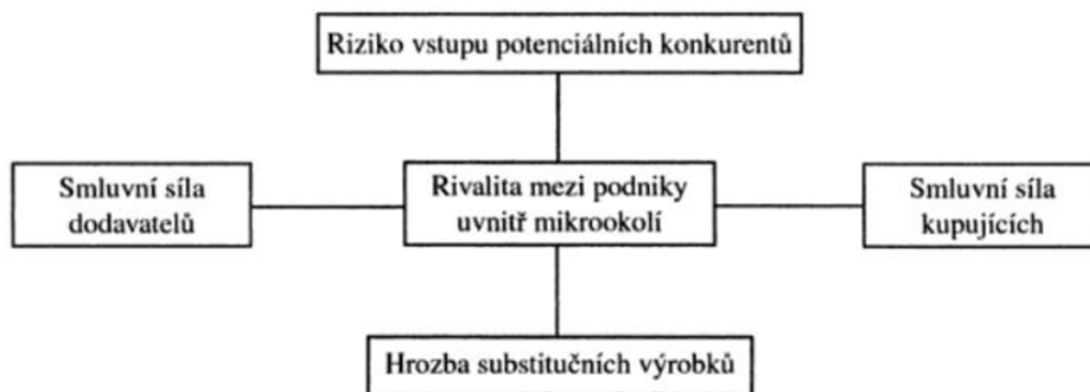 Riziko vstupu potenciálních konkurentů
Smluvní síla
dodavatelů
Rivalita mezi podniky
uvnitř mikrookolí
Smluvní síla
kupujících
Hrozba substitučních výrobků